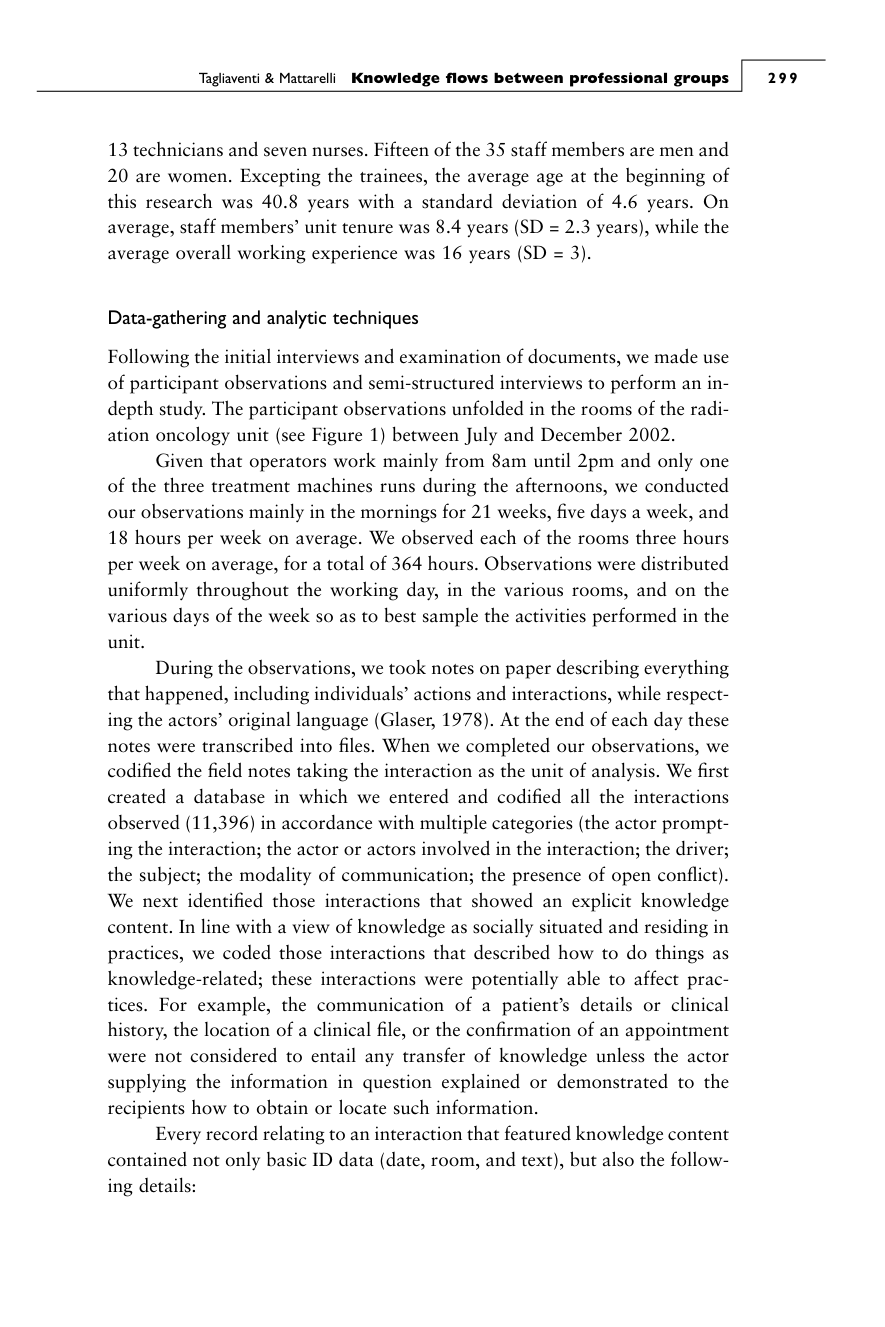 Tagliaventi & Mattarelli Knowledge flows between professional groups 299
13 technicians and seven nurses. Fifteen of the 35 staff members are men and
20 are women. Excepting the trainees, the average age at the beginning of
this research was 40.8 years with a standard deviation of 4.6 years. On
average, staff members’ unit tenure was 8.4 years (SD = 2.3 years), while the
average overall working experience was 16 years (SD = 3).
Data-gathering and analytic techniques
Following the initial interviews and examination of documents, we made use
of participant observations and semi-structured interviews to perform an in-
depth study. The participant observations unfolded in the rooms of the radi-
ation oncology unit (see Figure 1) between July and December 2002.
Given that operators work mainly from 8am until 2pm and only one
of the three treatment machines runs during the afternoons, we conducted
our observations mainly in the mornings for 21 weeks, five days a week, and
18 hours per week on average. We observed each of the rooms three hours
per week on average, for a total of 364 hours. Observations were distributed
uniformly throughout the working day, in the various rooms, and on the
various days of the week so as to best sample the activities performed in the
unit.
During the observations, we took notes on paper describing everything
that happened, including individuals’ actions and interactions, while respect-
ing the actors’ original language (Glaser, 1978). At the end of each day these
notes were transcribed into files. When we completed our observations, we
codified the field notes taking the interaction as the unit of analysis. We first
created a database in which we entered and codified all the interactions
observed (11,396) in accordance with multiple categories (the actor prompt-
ing the interaction; the actor or actors involved in the interaction; the driver;
the subject; the modality of communication; the presence of open conflict).
We next identified those interactions that showed an explicit knowledge
content. In line with a view of knowledge as socially situated and residing in
practices, we coded those interactions that described how to do things as
knowledge-related; these interactions were potentially able to affect prac-
tices. For example, the communication of a patient’s details or clinical
history, the location of a clinical file, or the confirmation of an appointment
were not considered to entail any transfer of knowledge unless the actor
supplying the information in question explained or demonstrated to the
recipients how to obtain or locate such information.
Every record relating to an interaction that featured knowledge content
contained not only basic ID data (date, room, and text), but also the follow-
ing details: